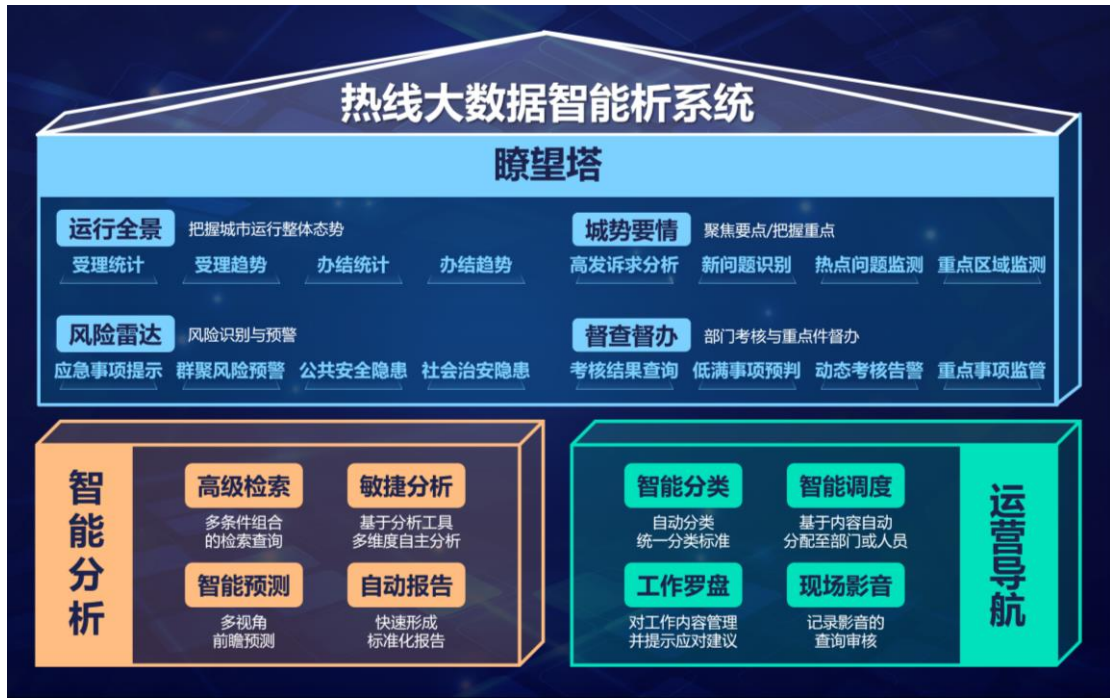 热线大数据智能析系统
瞭望塔
运行全景 把握城市运行整体态势
受理统计 受理趋势 办结统计 办结趋势
城势要情 聚焦要点/把握重点
高发诉求分析 新问题识别 热点问题监测 重点区域监测
风险雷达 风险识别与预警
应急事项提示 群聚风险预警 公共安全隐患 社会治安隐患
督查督办 部门考核与重点件督办
考核结果查询 低满事项预判 动态考核告警 重点事项监管
智能分析
高级检索
多条件组合
的检索查询
敏捷分析
基于分析工具
多维度自主分析
智能预测
多视角
前瞻预测
自动报告
快速形成
标准化报告
智能分类
自动分类
统一分类标准
智能调度
基于内容自动
分配至部门或人员
工作罗盘
对工作内容管理
并提示应对建议
现场影音
记录影音的
查询审核
运营导航